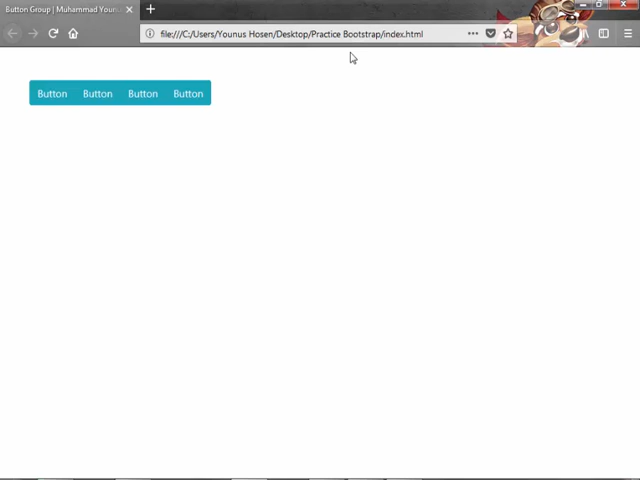 Button Group | Muhammad Youn
file:///C:/Users/Younus Hosen/Desktop/Practice Bootstrap/index.html
Button Button Button Button